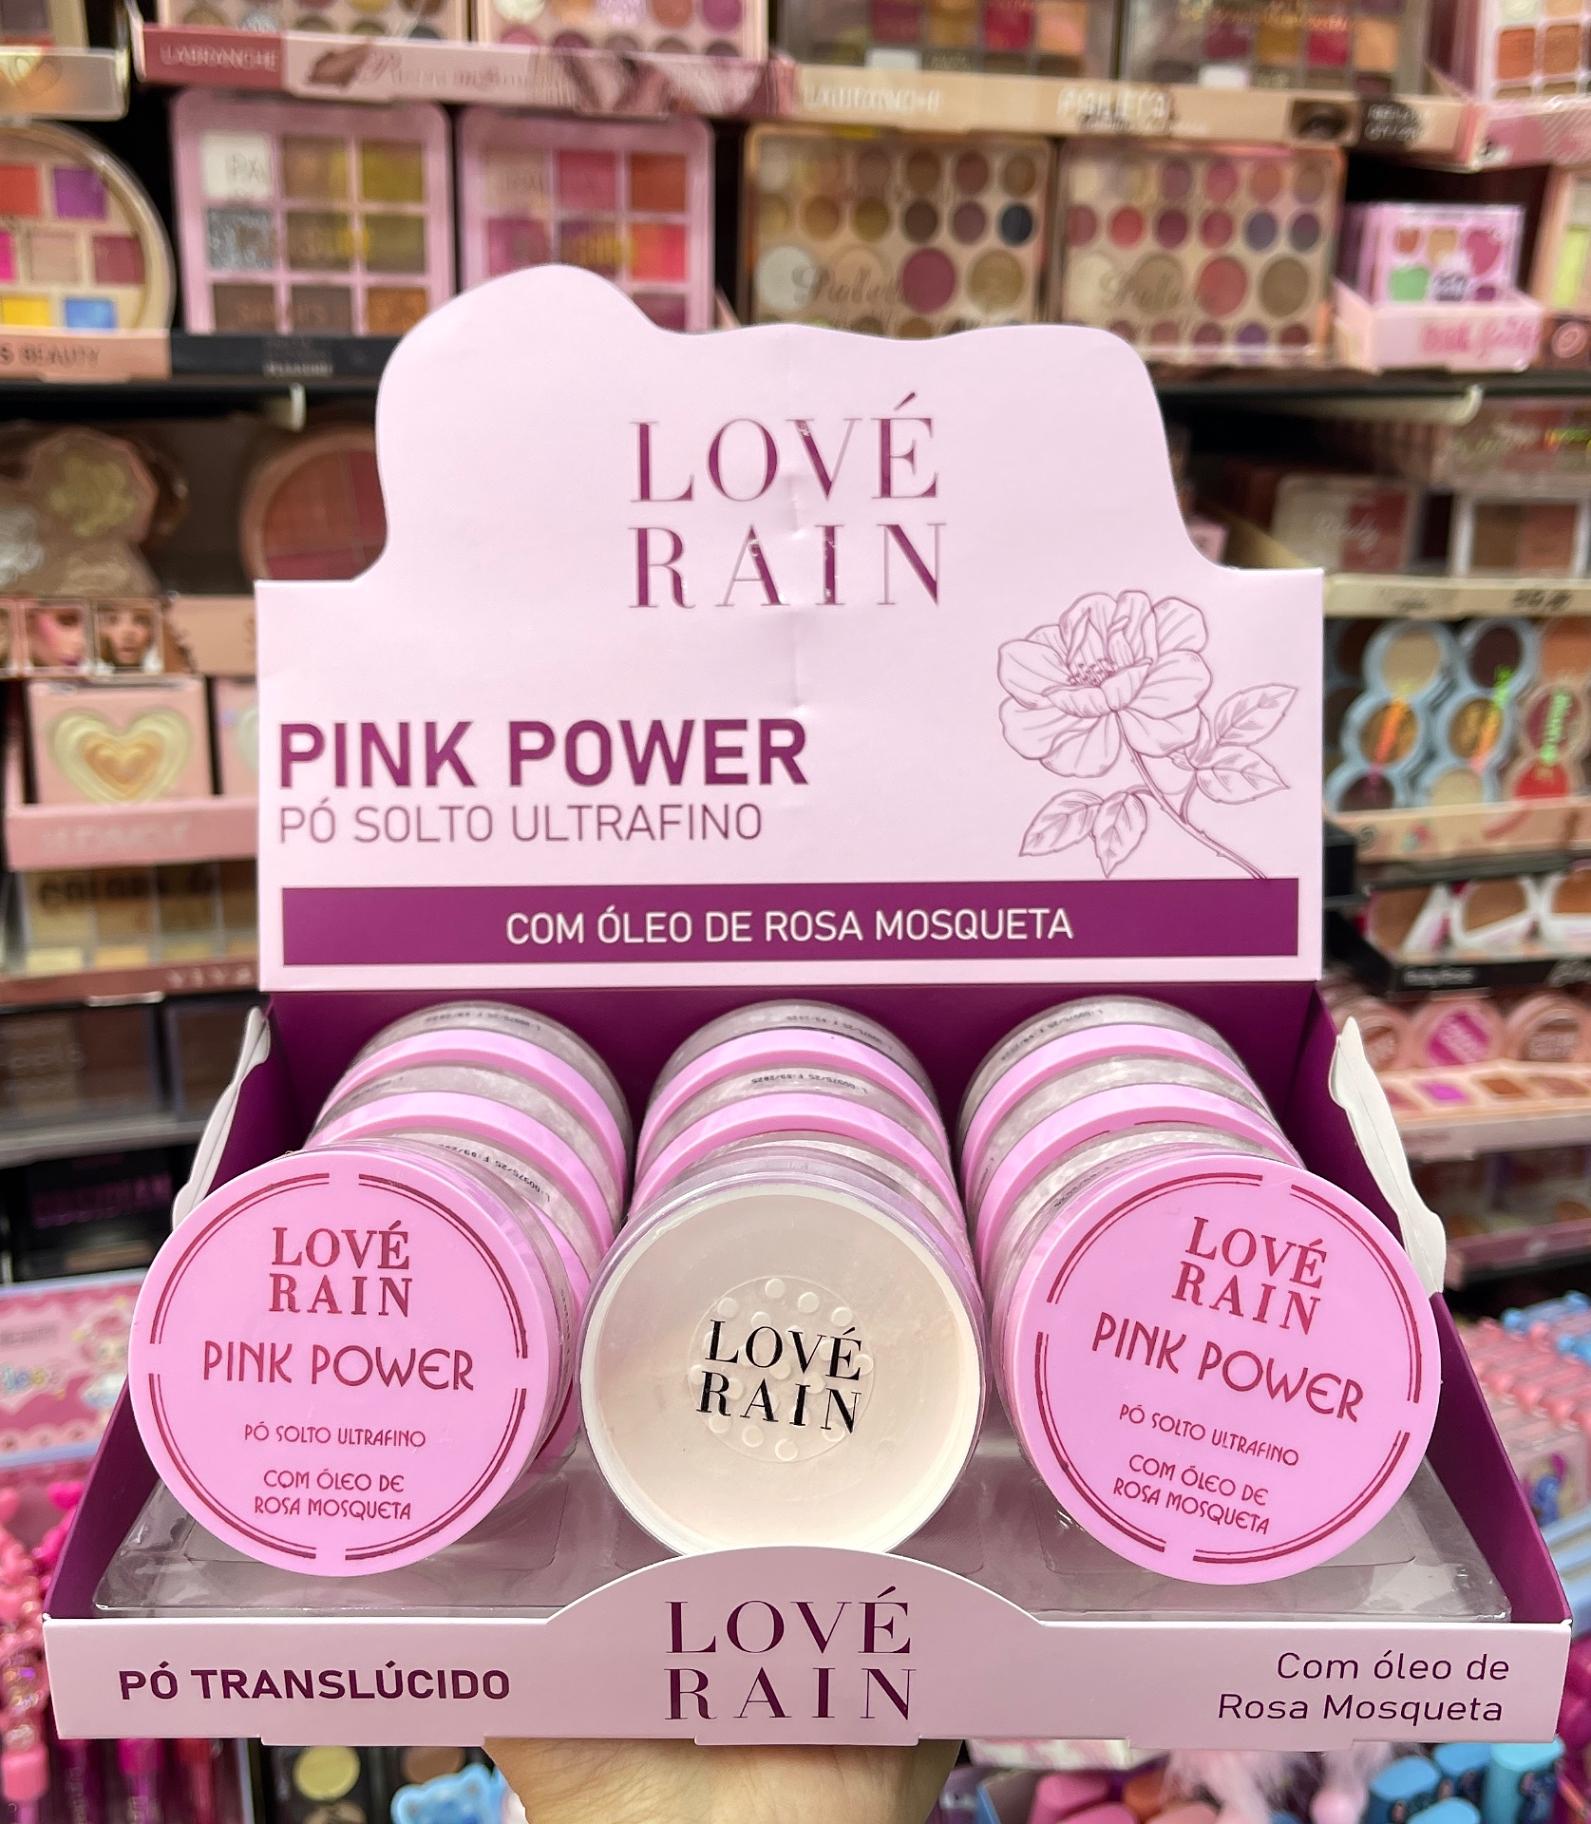 LABRANCHE
S BEAUTY
LOVÉ
RAIN
PINK POWER
PÓ SOLTO ULTRAFINO
COM ÓLEO DE ROSA MOSQUETA
LOVÉ
RAIN
PINK POWER
PÓ SOLTO ULTRAFINO
COM ÓLEO DE
ROSA MOSQUETA
LOVÉ
RAIN
LOVÉ
RAIN
PINK POWER
PÓ SOLTO ULTRAFINO
COM ÓLEO DE
ROSA MOSQUETA
PÓ TRANSLÚCIDO
LOVÉ
RAIN
Com óleo de
Rosa Mosqueta